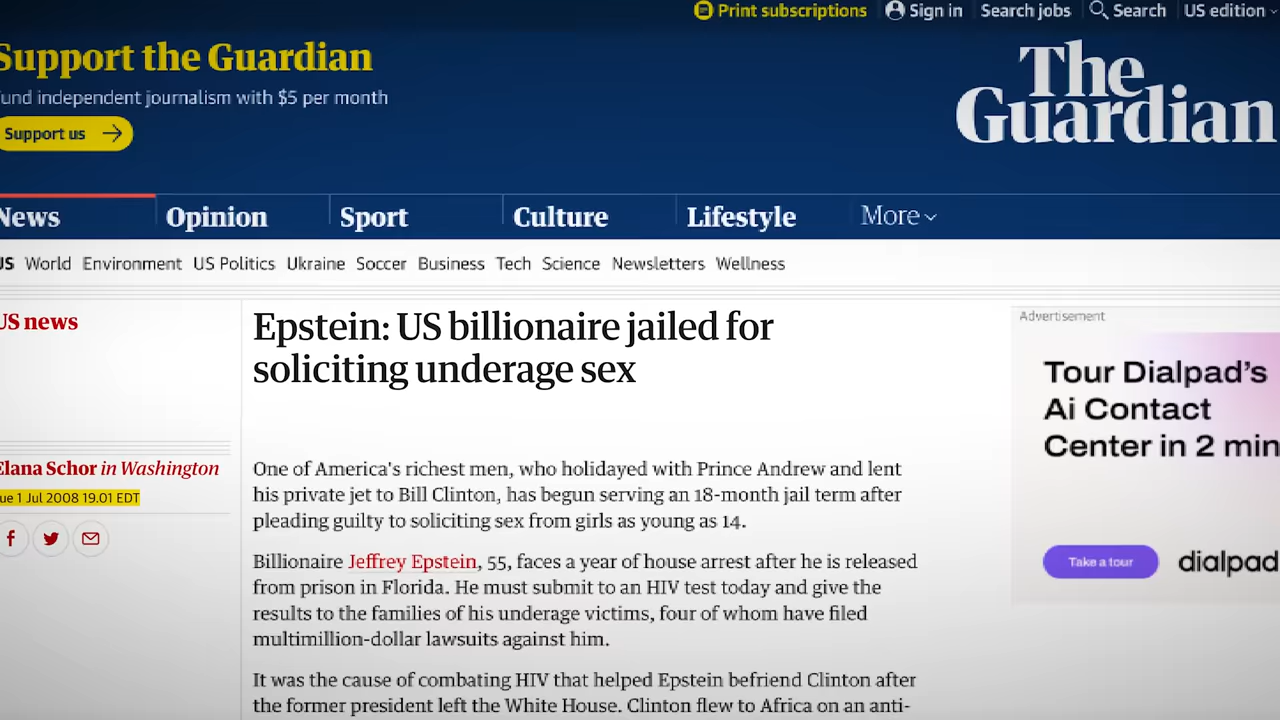 Print subscriptions
Sign in
Search jobs
Search
US edition
Support the Guardian
Fund independent journalism with $5 per month
Support us
The
Guardian
News
Opinion
Sport
Culture
Lifestyle
More
US
World
Environment
US Politics
Ukraine
Soccer
Business
Tech
Science
Newsletters
Wellness
US news
Epstein: US billionaire jailed for
soliciting underage sex
Elana Schor in Washington
Tue 1 Jul 2008 19.01 EDT
One of America's richest men, who holidayed with Prince Andrew and lent
his private jet to Bill Clinton, has begun serving an 18-month jail term after
pleading guilty to soliciting sex from girls as young as 14.
Billionaire Jeffrey Epstein, 55, faces a year of house arrest after he is released
from prison in Florida. He must submit to an HIV test today and give the
results to the families of his underage victims, four of whom have filed
multimillion-dollar lawsuits against him.
It was the cause of combating HIV that helped Epstein befriend Clinton after
the former president left the White House. Clinton flew to Africa on an anti-
Advertisement
Tour Dialpad's
Ai Contact
Center in 2 min
Take a tour
dialpad